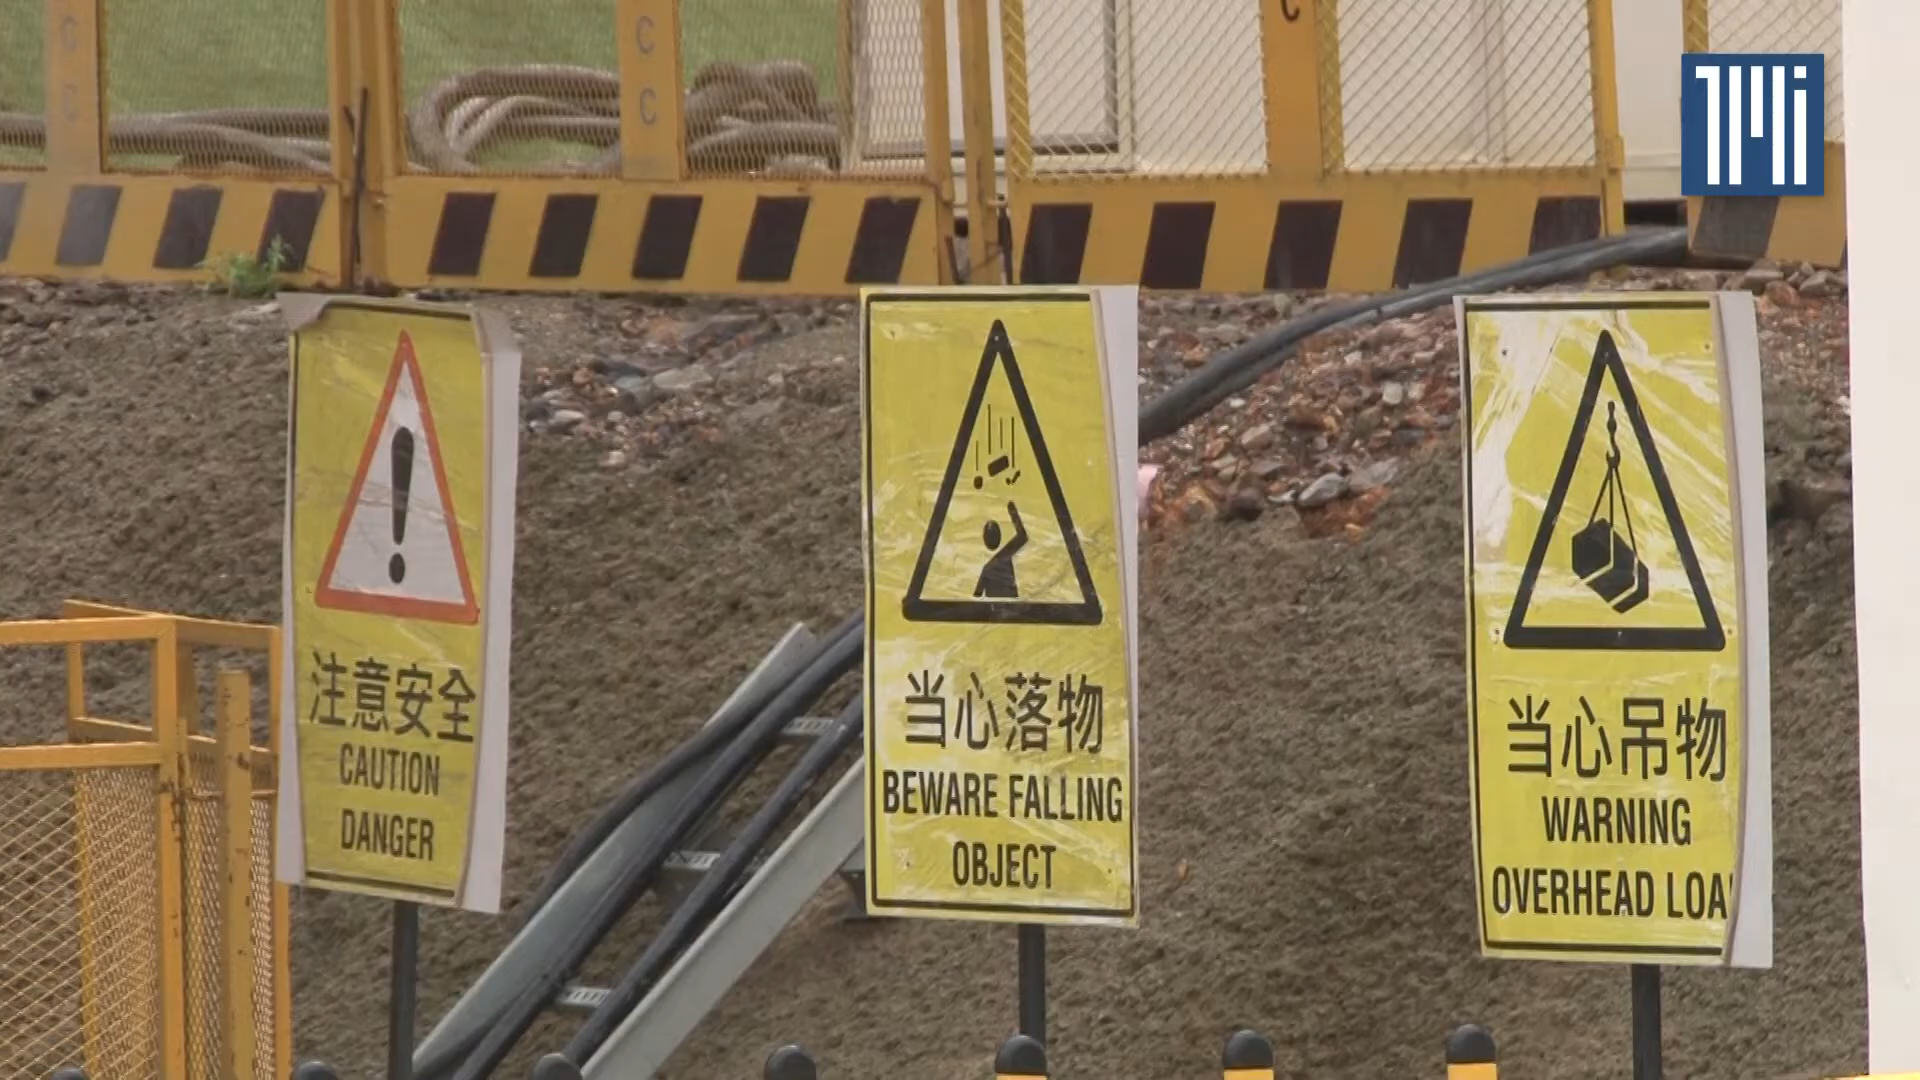 C
C
C
C
C
1Mi
注意安全
CAUTION
DANGER
当心落物
BEWARE FALLING
OBJECT
当心吊物
WARNING
OVERHEAD LOA